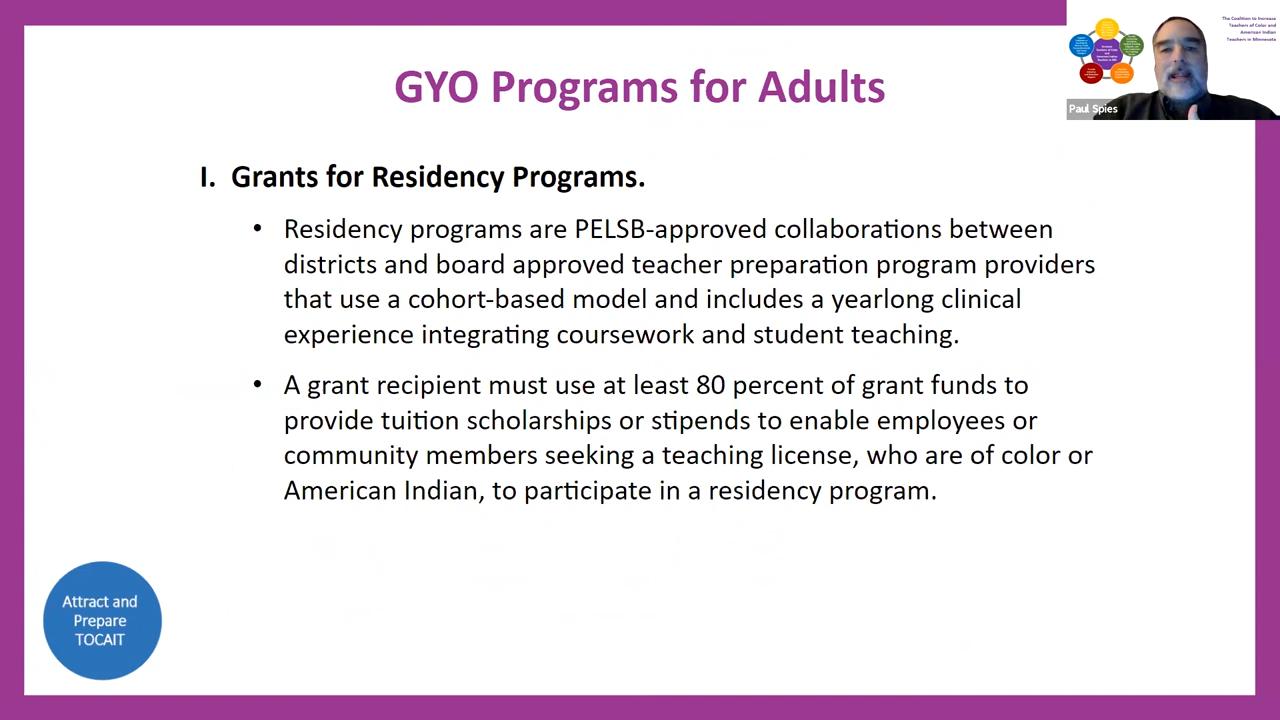 GYO Programs for Adults
The Coalition to Increase
Teachers of Color and
American Indian
Teachers in Minnesota
Paul Spies
I. Grants for Residency Programs.
• Residency programs are PELSB-approved collaborations between
districts and board approved teacher preparation program providers
that use a cohort-based model and includes a yearlong clinical
experience integrating coursework and student teaching.
• A grant recipient must use at least 80 percent of grant funds to
provide tuition scholarships or stipends to enable employees or
community members seeking a teaching license, who are of color or
American Indian, to participate in a residency program.
Attract and
Prepare
TOCAIT